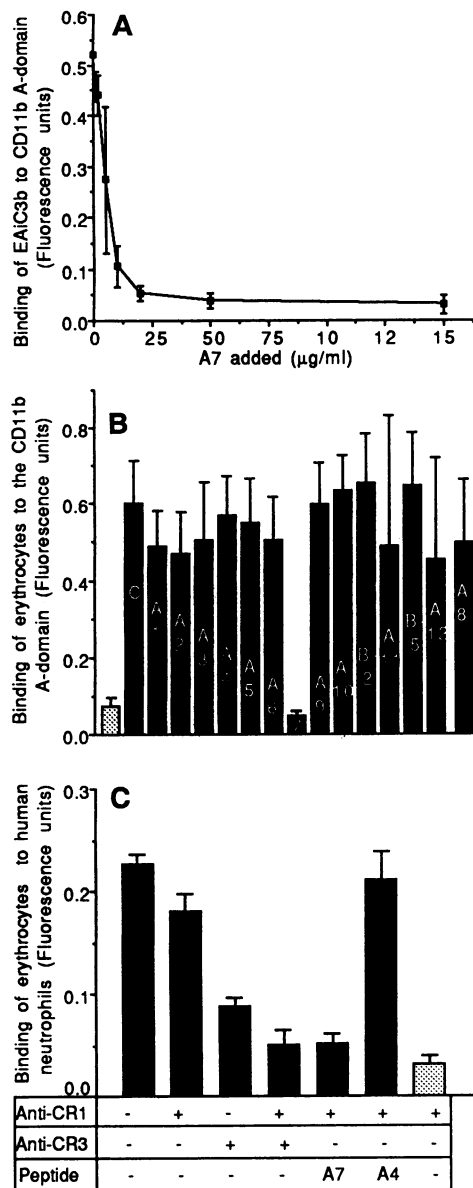 A
Binding of EAiC3b to CD11b A-domain
(Fluorescence units)
0.6
0.5
0.4
0.3
0.2
0.1
0.0
0 25 50 75 10 12 15
A7 added (µg/ml)
B
Binding of erythrocytes to the CD11b
A-domain (Fluorescence units)
0.8
0.6
0.4
0.2
0.0
C
A
A 2
A 3
A
A 5
A 6
A 9
A 10
B 2
A
B 5
A 13
A 8
C
Binding of erythrocytes to human
neutrophils (Fluorescence units)
0.3
0.2
0.1
0.0
Anti-CR1 - + - + + + +
Anti-CR3 - - + + - - -
Peptide - - - - A7 A4 -